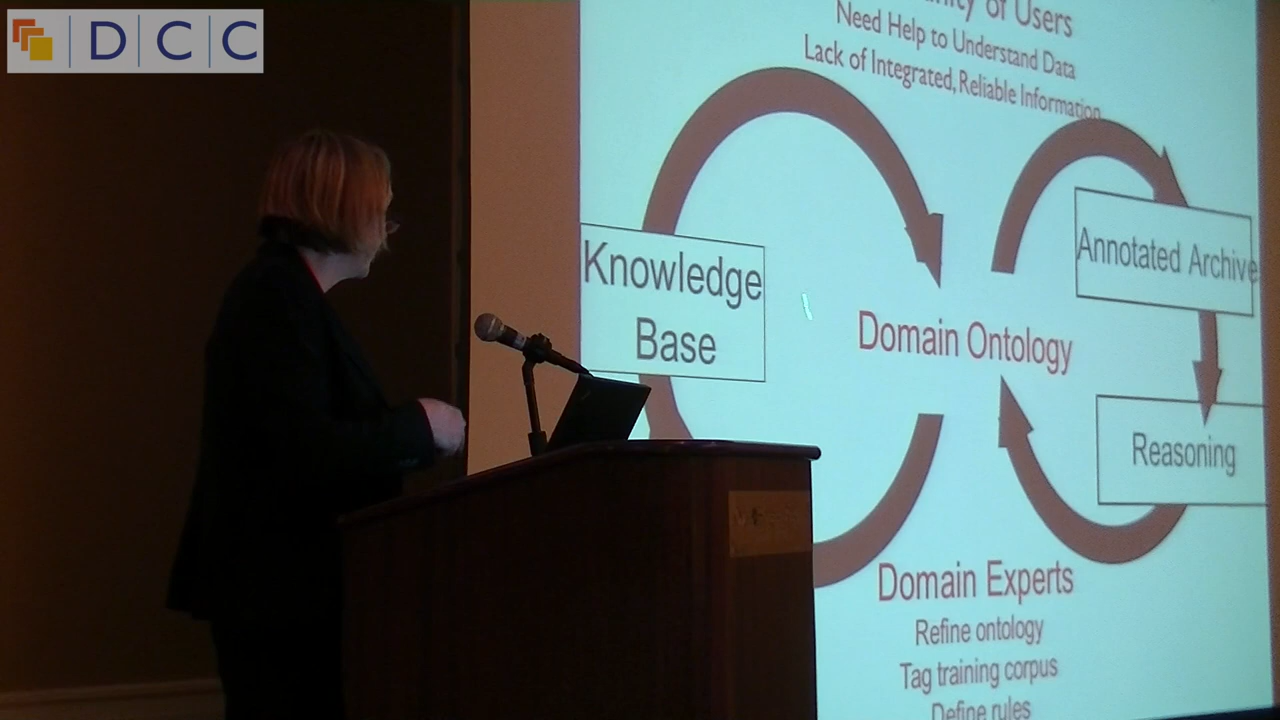 DCC
of Users
Need Help to Understand Data
Lack of Integrated, Reliable Information
Knowledge
Base
Domain Ontology
Annotated Archive
Reasoning
Domain Experts
Refine ontology
Tag training corpus
Define rules